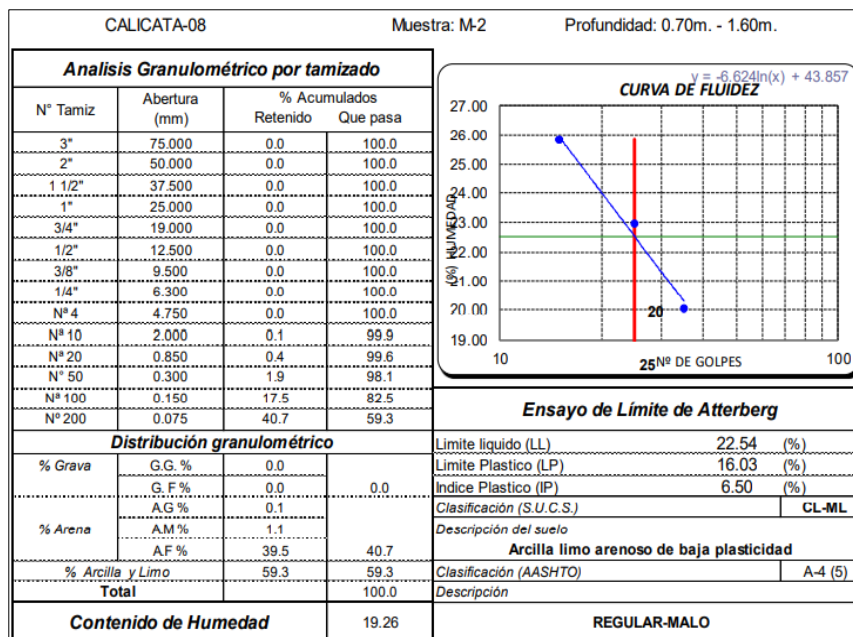 CALICATA-08 Muestra: M-2 Profundidad: 0.70m. - 1.60m.
Analisis Granulométrico por tamizado
N° Tamiz Abertura (mm) % Acumulados
Retenido Que pasa
3" 75.000 0.0 100.0
2" 50.000 0.0 100.0
1 1/2" 37.500 0.0 100.0
1" 25.000 0.0 100.0
3/4" 19.000 0.0 100.0
1/2" 12.500 0.0 100.0
3/8" 9.500 0.0 100.0
1/4" 6.300 0.0 100.0
Nª 4 4.750 0.0 100.0
Nª 10 2.000 0.1 99.9
Nª 20 0.850 0.4 99.6
N° 50 0.300 1.9 98.1
Nª 100 0.150 17.5 82.5
Nº 200 0.075 40.7 59.3
Distribución granulométrico
% Grava G.G. % 0.0
G. F % 0.0 0.0
A.G % 0.1
% Arena A.M % 1.1
A.F % 39.5 40.7
% Arcilla y Limo 59.3 59.3
Total 100.0
Contenido de Humedad 19.26
y = -6.624ln(x) + 43.857
CURVA DE FLUIDEZ
(%) HUMEDAD
27.00
26.00
25.00
24.00
23.00
22.00
21.00
20.00
19.00
20
10 25 Nº DE GOLPES 100
Ensayo de Límite de Atterberg
Limite liquido (LL) 22.54 (%)
Limite Plastico (LP) 16.03 (%)
Indice Plastico (IP) 6.50 (%)
Clasificación (S.U.C.S.) CL-ML
Descripción del suelo
Arcilla limo arenoso de baja plasticidad
Clasificación (AASHTO) A-4 (5)
Descripción
REGULAR-MALO